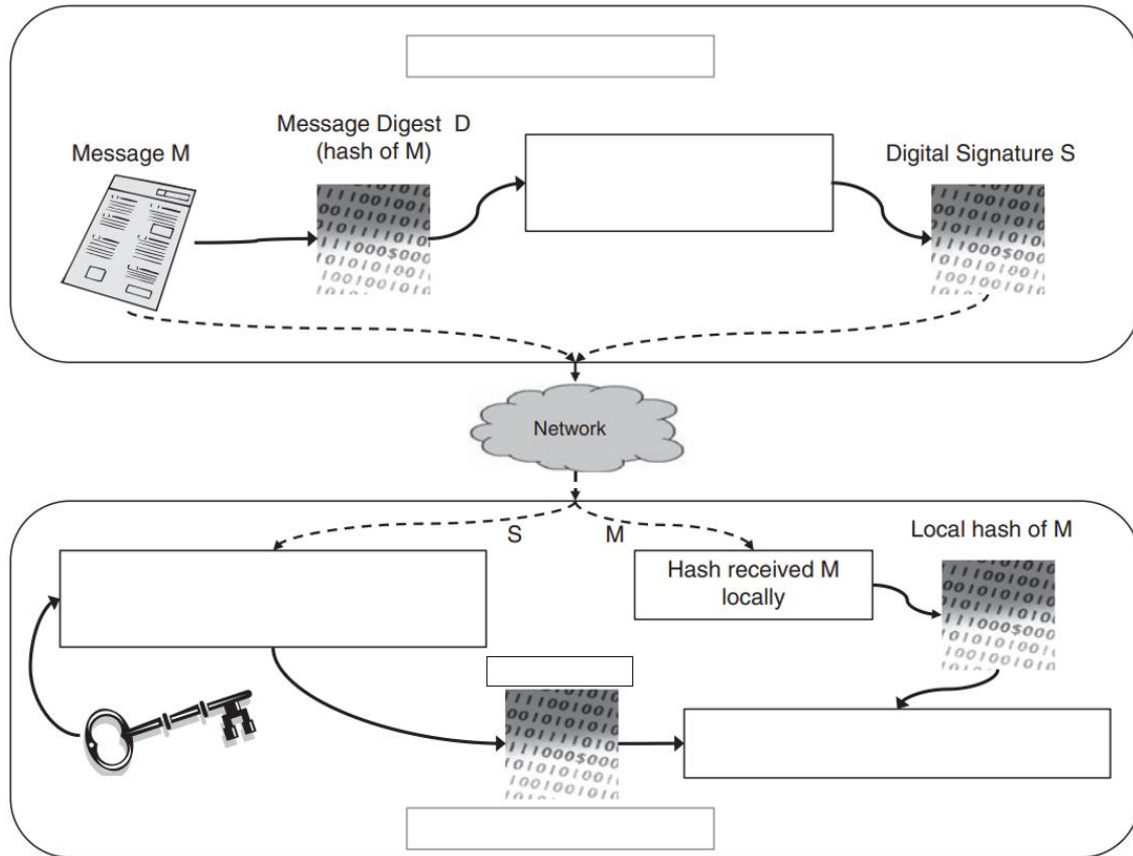 Message Digest D
(hash of M)
Message M
Digital Signature S
Network
S
M
Local hash of M
Hash received M
locally